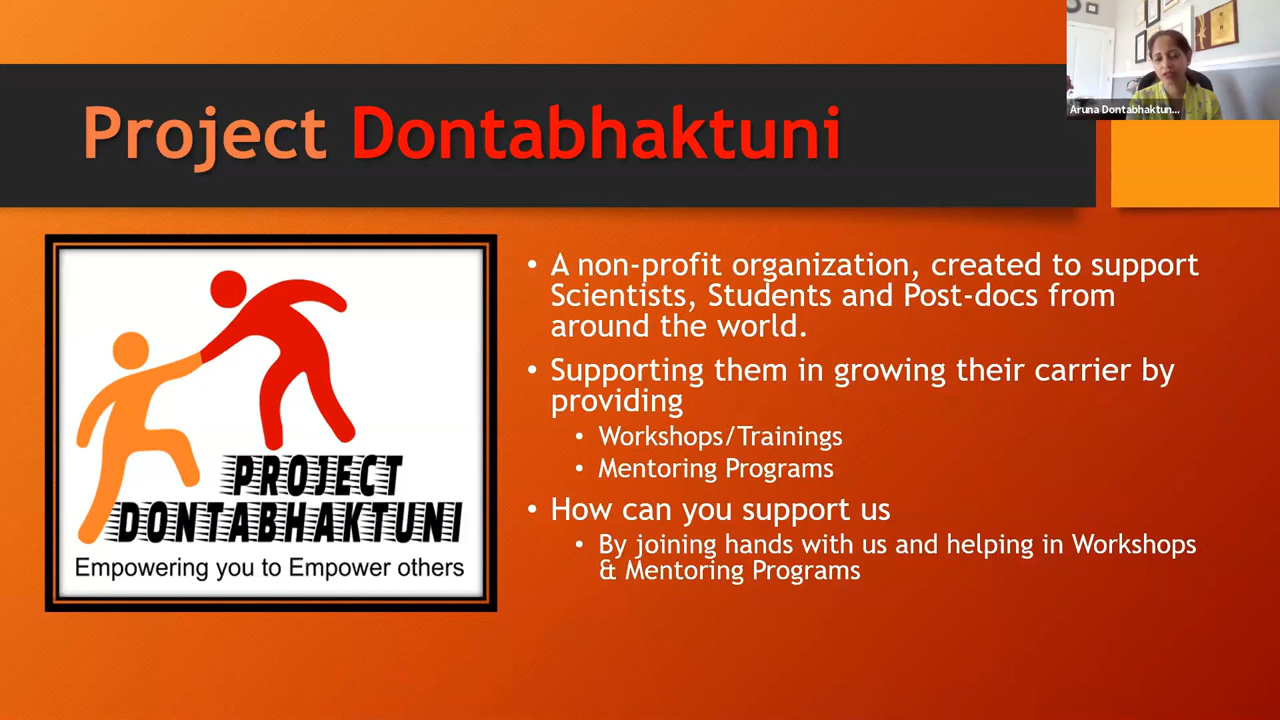 Aruna Dontabhaktun...
Project Dontabhaktuni
• A non-profit organization, created to support
Scientists, Students and Post-docs from
around the world.
• Supporting them in growing their carrier by
providing
• Workshops/Trainings
• Mentoring Programs
• How can you support us
• By joining hands with us and helping in Workshops
& Mentoring Programs
PROJECT
DONTABHAKTUNI
Empowering you to Empower others